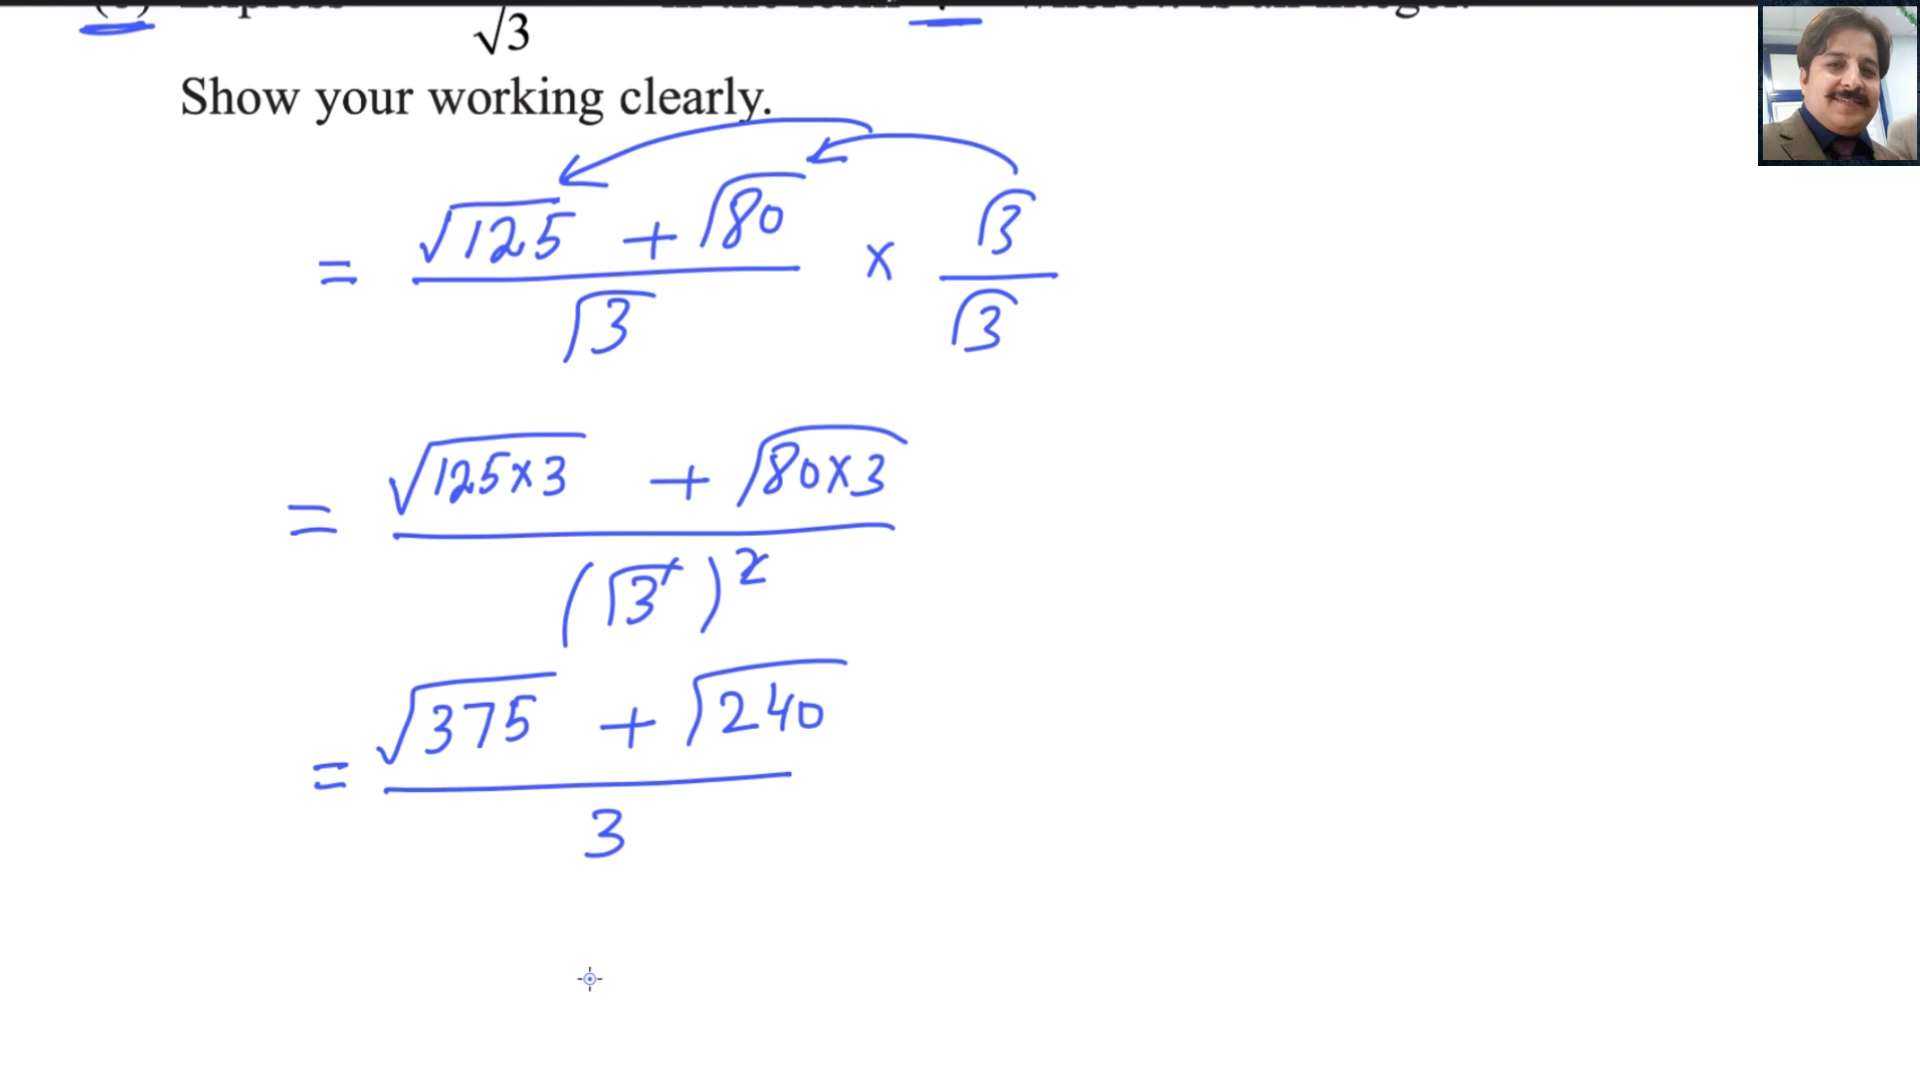 √3
Show your working clearly.
= (√125 + √80)/√3 × √3/√3
= (√125×3 + √80×3)/(√3)²
= (√375 + √240)/3